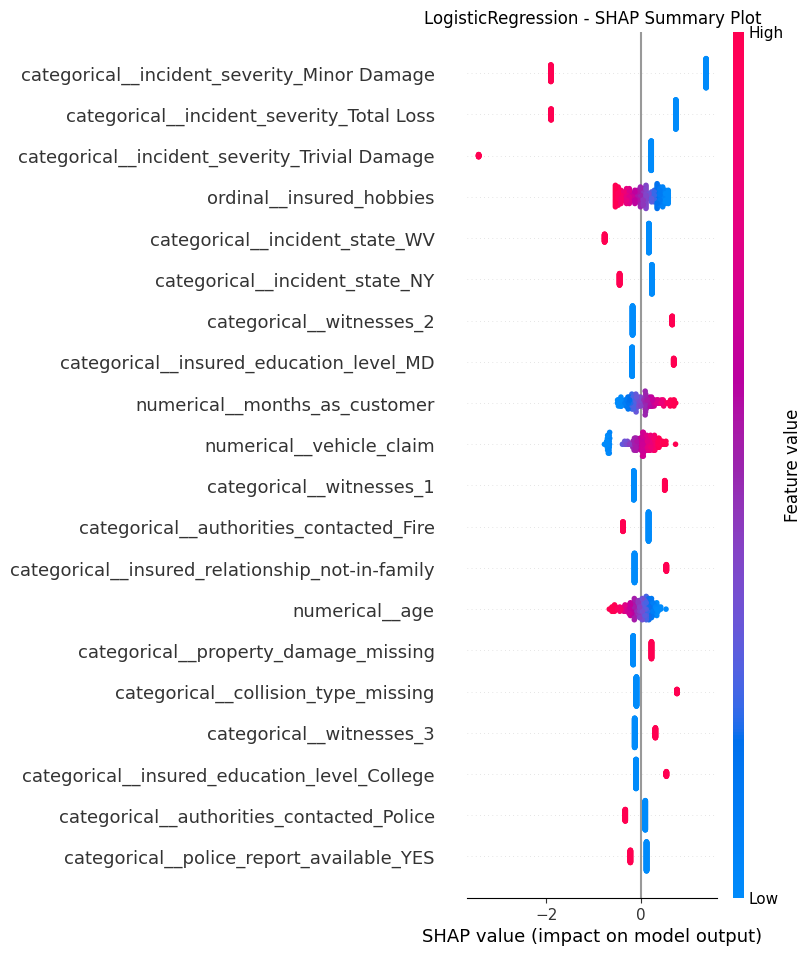 LogisticRegression - SHAP Summary Plot
High
categorical__incident_severity_Minor Damage
categorical__incident_severity_Total Loss
categorical__incident_severity_Trivial Damage
ordinal__insured_hobbies
categorical__incident_state_WV
categorical__incident_state_NY
categorical__witnesses_2
categorical__insured_education_level_MD
numerical__months_as_customer
numerical__vehicle_claim
categorical__witnesses_1
categorical__authorities_contacted_Fire
categorical__insured_relationship_not-in-family
numerical__age
categorical__property_damage_missing
categorical__collision_type_missing
categorical__witnesses_3
categorical__insured_education_level_College
categorical__authorities_contacted_Police
categorical__police_report_available_YES
Feature value
Low
−2 0
SHAP value (impact on model output)